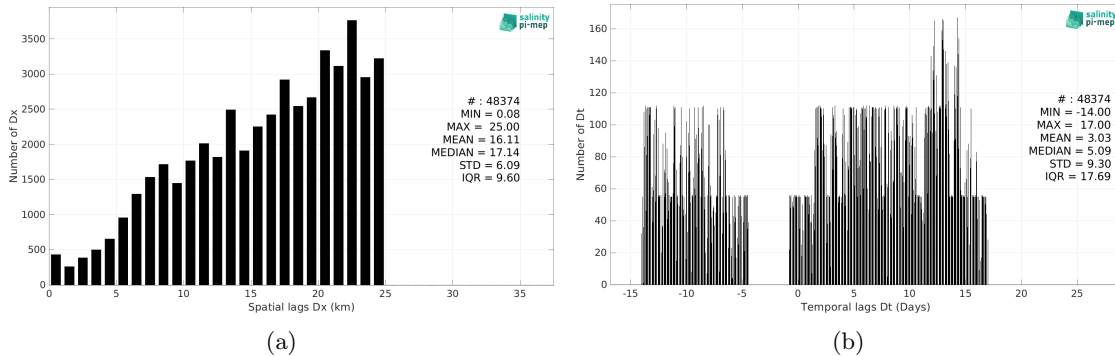 salinity
pi-mep
3500
3000
2500
2000
1500
1000
500
0
Number of Dx
# : 48374
MIN = 0.08
MAX = 25.00
MEAN = 16.11
MEDIAN = 17.14
STD = 6.09
IQR = 9.60
0 5 10 15 20 25 30 35
Spatial lags Dx (km)
(a)
salinity
pi-mep
160
140
120
100
80
60
40
20
0
Number of Dt
# : 48374
MIN = -14.00
MAX = 17.00
MEAN = 3.03
MEDIAN = 5.09
STD = 9.30
IQR = 17.69
-15 -10 -5 0 5 10 15 20 25
Temporal lags Dt (Days)
(b)